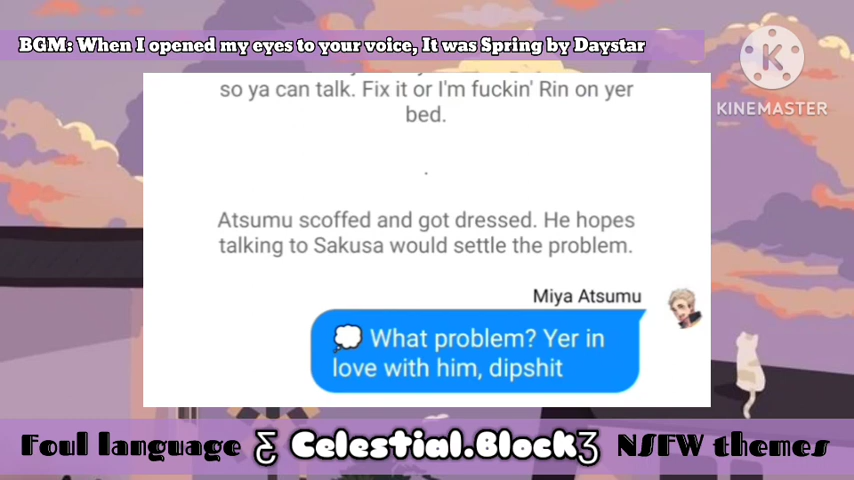 BGM: When I opened my eyes to your voice, It was Spring by Daystar
KINEMASTER
so ya can talk. Fix it or I'm fuckin' Rin on yer
bed.
.
Atsumu scoffed and got dressed. He hopes
talking to Sakusa would settle the problem.
Miya Atsumu
💭 What problem? Yer in
love with him, dipshit
Foul language Ƹ Celestial.Block Ʒ NSFW themes